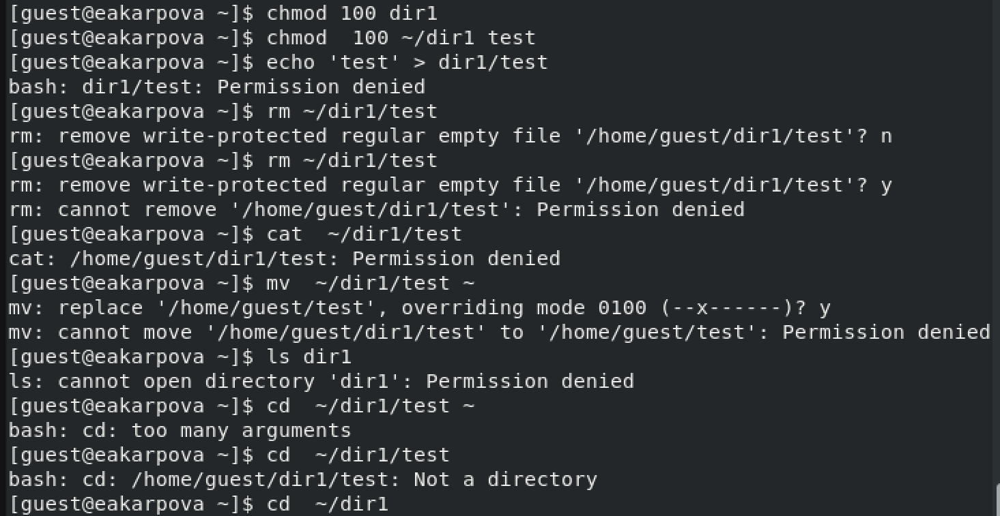 [guest@eakarpova ~]$ chmod 100 dir1
[guest@eakarpova ~]$ chmod  100 ~/dir1 test
[guest@eakarpova ~]$ echo 'test' > dir1/test
bash: dir1/test: Permission denied
[guest@eakarpova ~]$ rm ~/dir1/test
rm: remove write-protected regular empty file '/home/guest/dir1/test'? n
[guest@eakarpova ~]$ rm ~/dir1/test
rm: remove write-protected regular empty file '/home/guest/dir1/test'? y
rm: cannot remove '/home/guest/dir1/test': Permission denied
[guest@eakarpova ~]$ cat  ~/dir1/test
cat: /home/guest/dir1/test: Permission denied
[guest@eakarpova ~]$ mv  ~/dir1/test ~
mv: replace '/home/guest/test', overriding mode 0100 (--x------)? y
mv: cannot move '/home/guest/dir1/test' to '/home/guest/test': Permission denied
[guest@eakarpova ~]$ ls dir1
ls: cannot open directory 'dir1': Permission denied
[guest@eakarpova ~]$ cd  ~/dir1/test ~
bash: cd: too many arguments
[guest@eakarpova ~]$ cd  ~/dir1/test
bash: cd: /home/guest/dir1/test: Not a directory
[guest@eakarpova ~]$ cd  ~/dir1